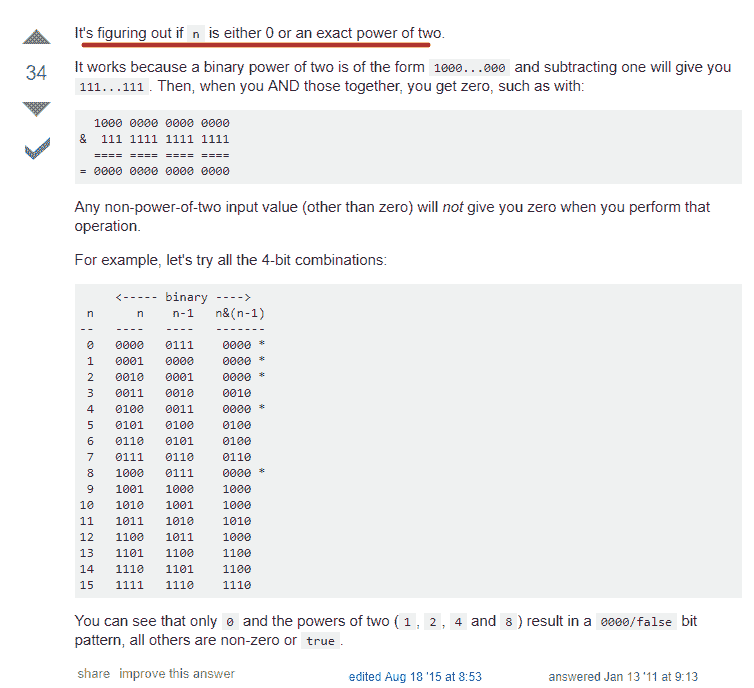 It's figuring out if n is either 0 or an exact power of two.
34
It works because a binary power of two is of the form 1000...000 and subtracting one will give you
111...111. Then, when you AND those together, you get zero, such as with:
  1000 0000 0000 0000
&  111 1111 1111 1111
  ==== ==== ==== ====
= 0000 0000 0000 0000
Any non-power-of-two input value (other than zero) will not give you zero when you perform that
operation.
For example, let's try all the 4-bit combinations:
     <----- binary ---->
 n      n    n-1   n&(n-1)
--    ----  ----   -------
 0    0000  0111    0000 *
 1    0001  0000    0000 *
 2    0010  0001    0000 *
 3    0011  0010    0010
 4    0100  0011    0000 *
 5    0101  0100    0100
 6    0110  0101    0100
 7    0111  0110    0110
 8    1000  0111    0000 *
 9    1001  1000    1000
10    1010  1001    1000
11    1011  1010    1010
12    1100  1011    1000
13    1101  1100    1100
14    1110  1101    1100
15    1111  1110    1110
You can see that only 0 and the powers of two (1, 2, 4 and 8) result in a 0000/false bit
pattern, all others are non-zero or true.
share improve this answer edited Aug 18 '15 at 8:53 answered Jan 13 '11 at 9:13